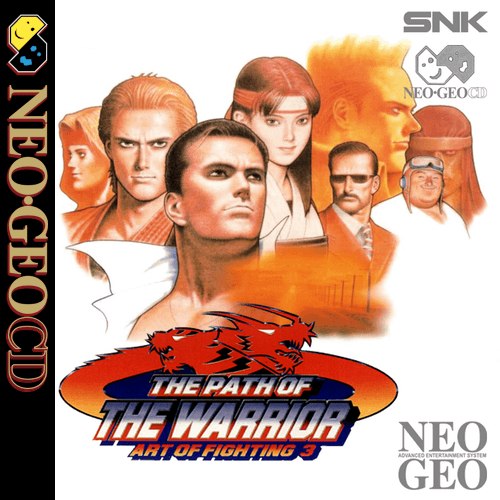 NEO•GEO CD
SNK
NEO•GEO CD
THE PATH OF
THE WARRIOR
ART OF FIGHTING 3
NEO
ADVANCED ENTERTAINMENT SYSTEM
GEO